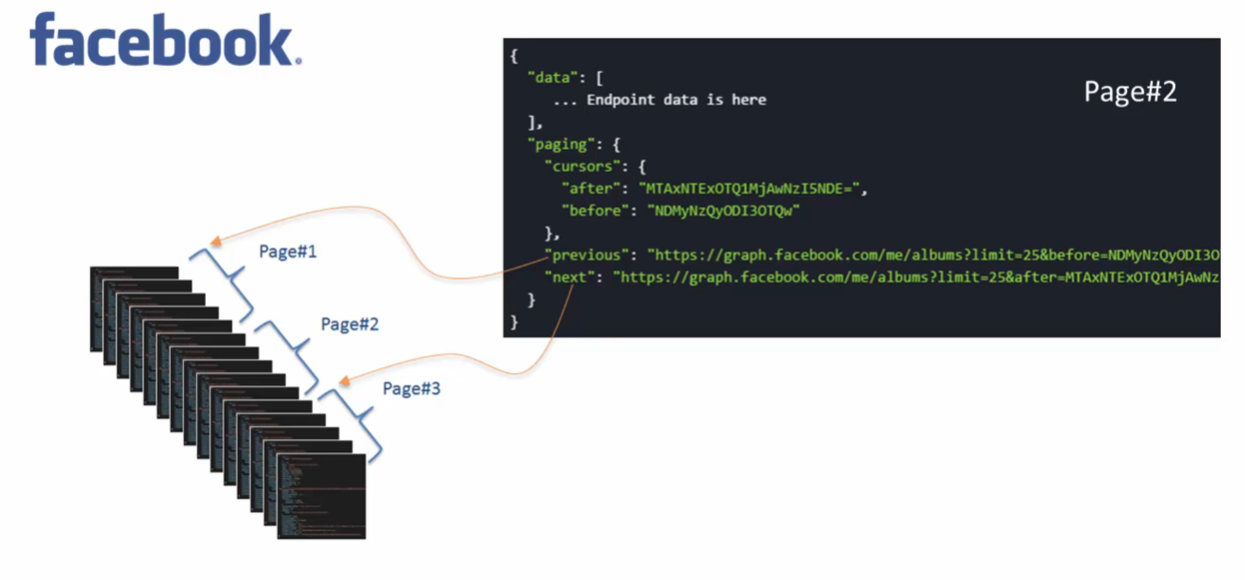 facebook.
{
"data": [
... Endpoint data is here
],
"paging": {
"cursors": {
"after": "MTAxNTExOTQ1MjAwNzI5NDE=",
"before": "NDMyNzQyODI3OTQw"
},
"previous": "https://graph.facebook.com/me/albums?limit=25&before=NDMyNzQyODI3O
"next": "https://graph.facebook.com/me/albums?limit=25&after=MTAxNTExOTQ1MjAwNz
}
}
Page#2
Page#1
Page#2
Page#3